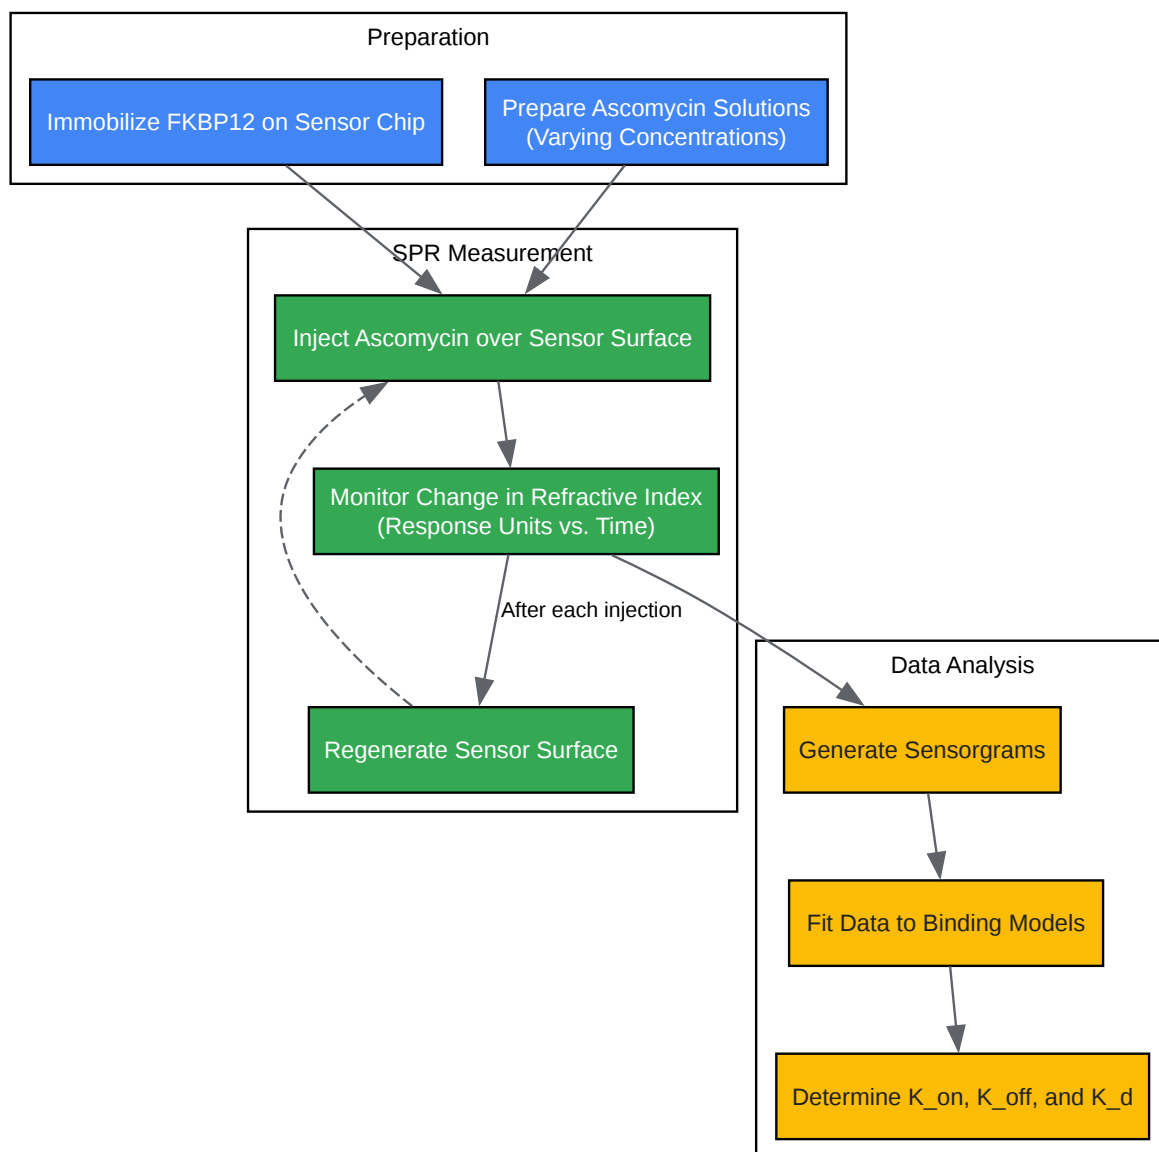 Preparation
Immobilize FKBP12 on Sensor Chip
Prepare Ascomycin Solutions
(Varying Concentrations)
SPR Measurement
Inject Ascomycin over Sensor Surface
Monitor Change in Refractive Index
(Response Units vs. Time)
After each injection
Regenerate Sensor Surface
Data Analysis
Generate Sensorgrams
Fit Data to Binding Models
Determine K_on, K_off, and K_d